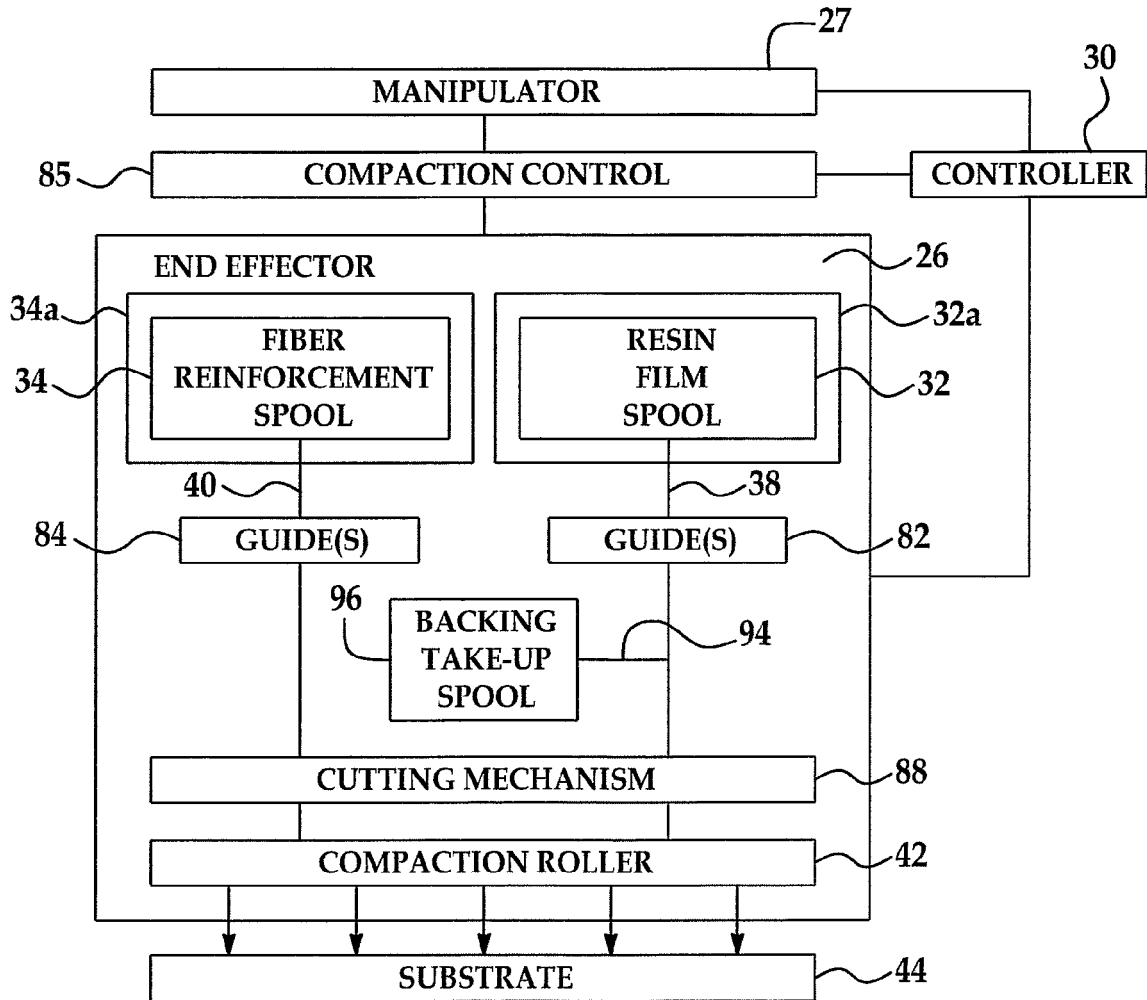 27
MANIPULATOR
30
85
COMPACTION CONTROL
CONTROLLER
END EFFECTOR
26
34a
32a
FIBER
REINFORCEMENT
SPOOL
34
RESIN
FILM
SPOOL
32
40
38
84
GUIDE(S)
GUIDE(S)
82
96
BACKING
TAKE-UP
SPOOL
94
CUTTING MECHANISM
88
COMPACTION ROLLER
42
SUBSTRATE
44